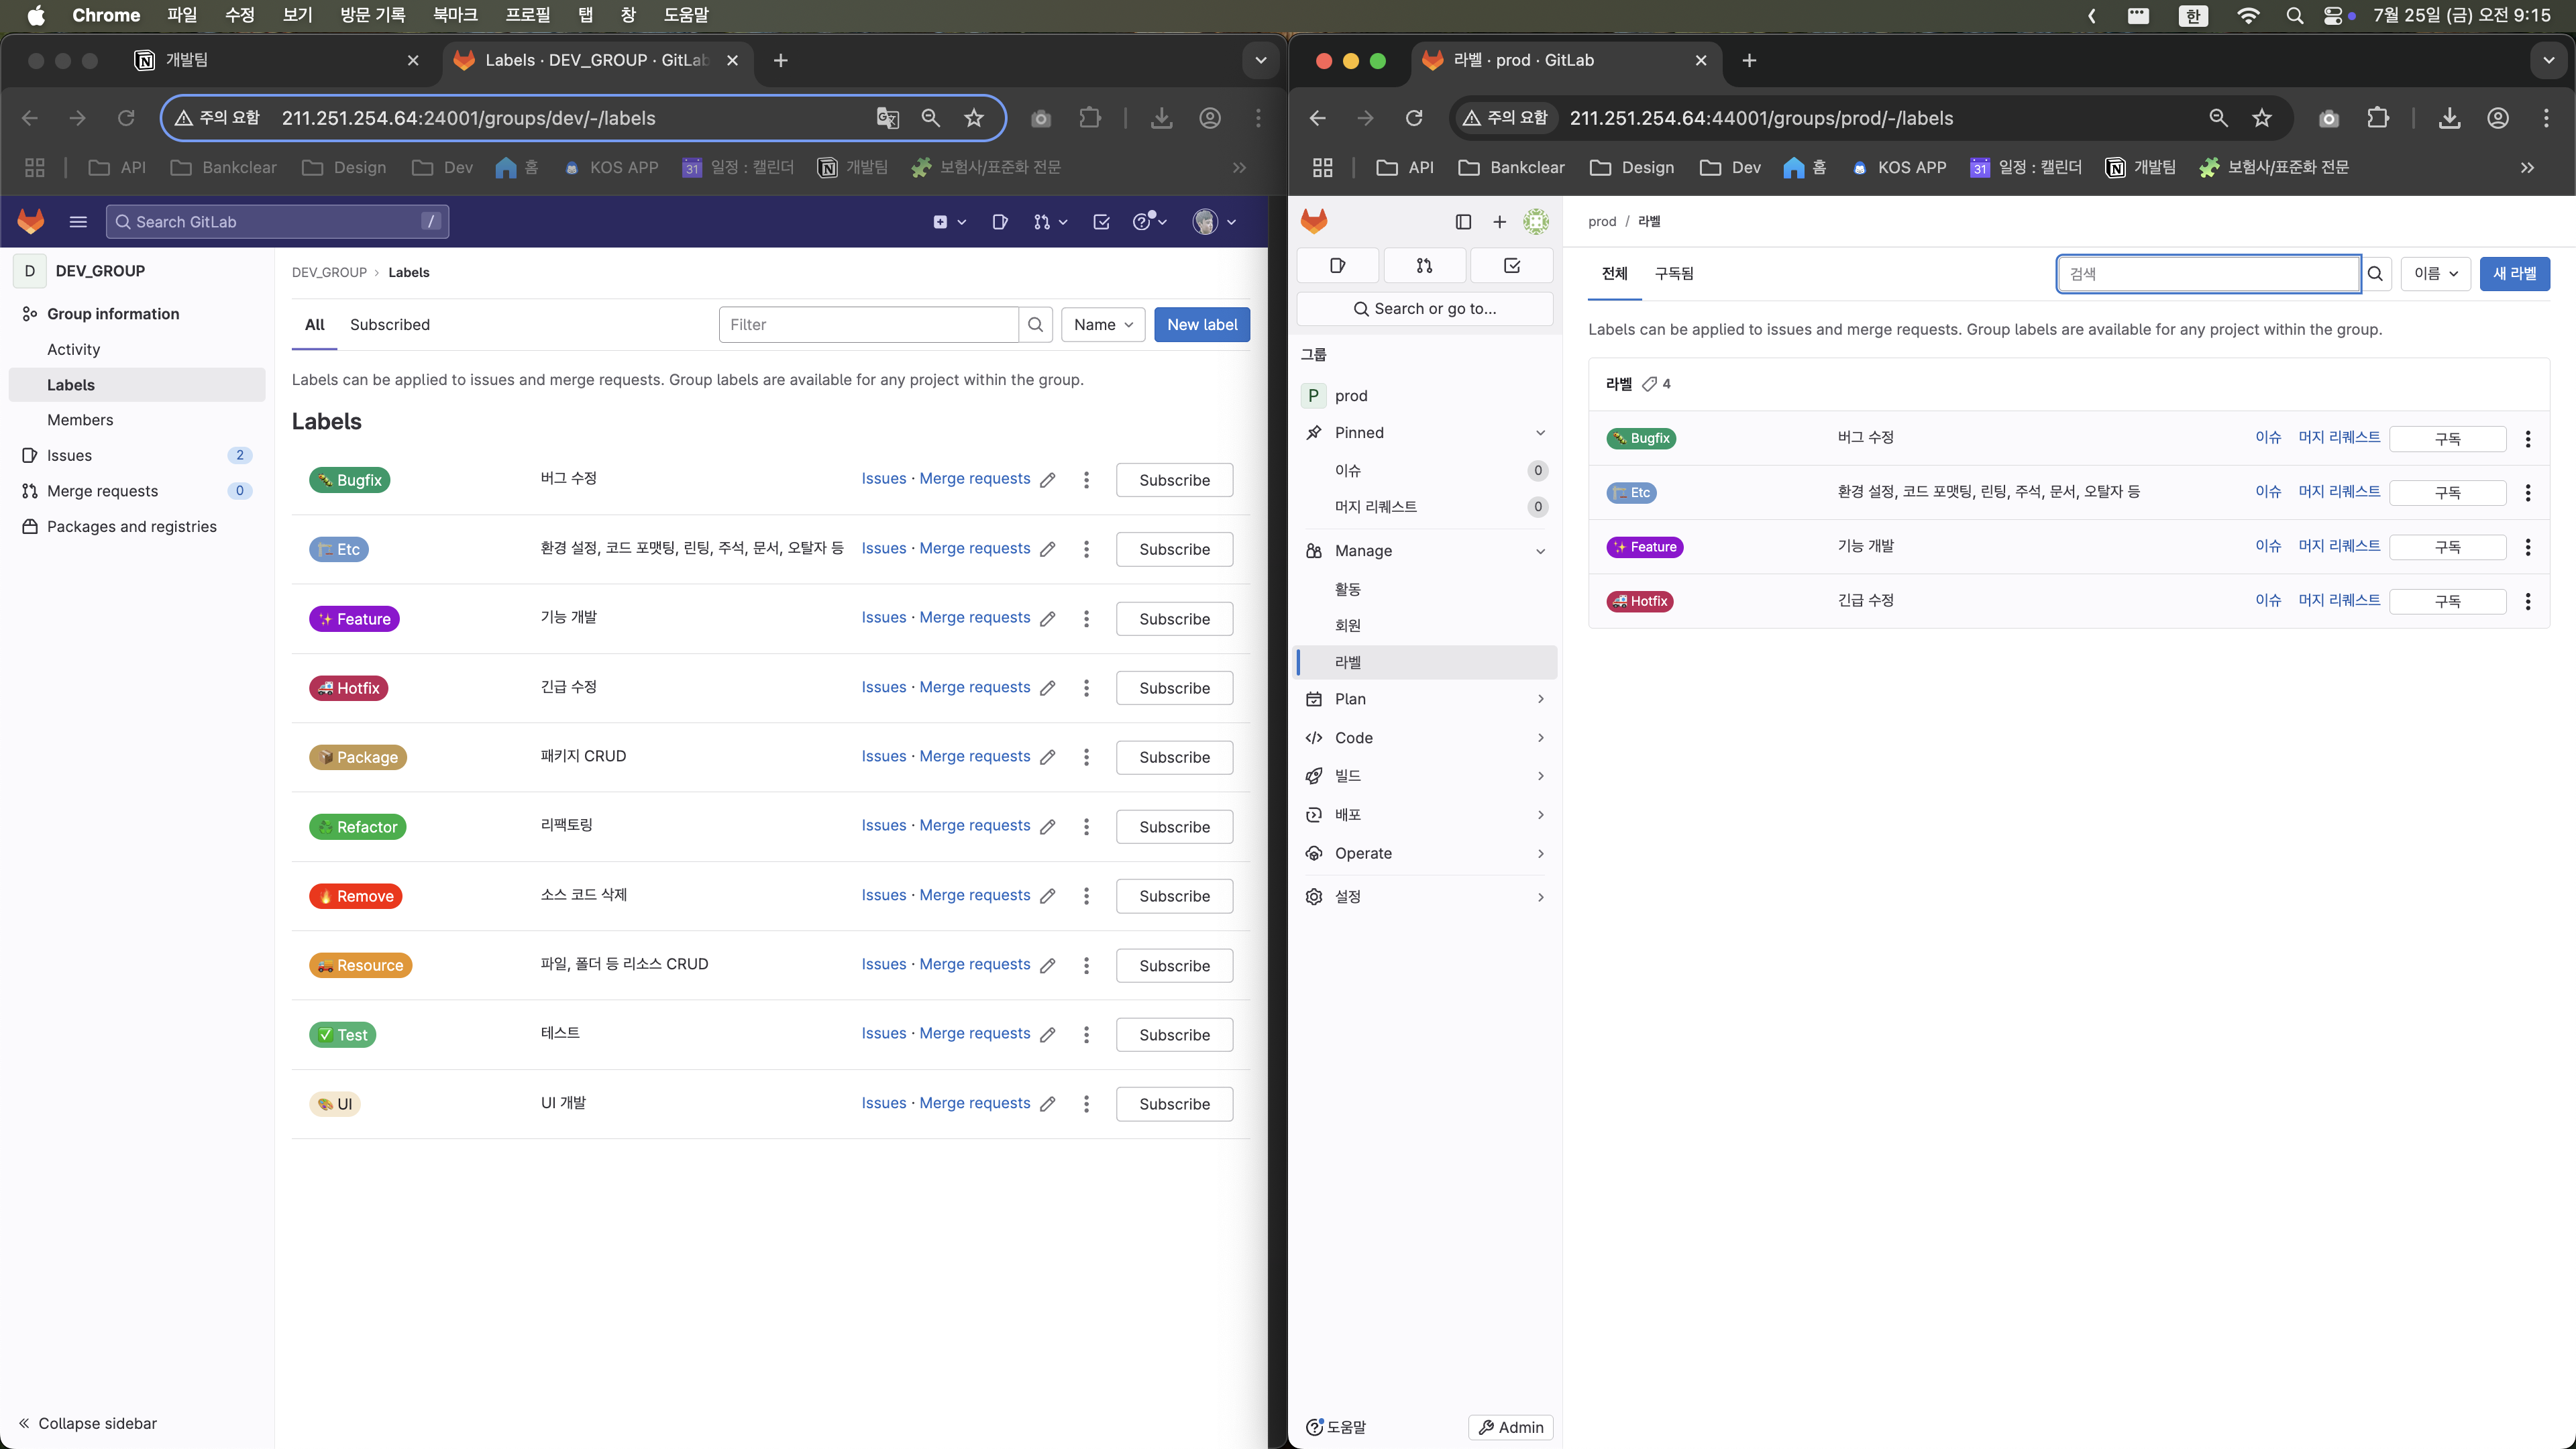 Chrome 파일 수정 보기 방문 기록 북마크 프로필 탭 창 도움말
한 7월 25일 (금) 오전 9:15
개발팀
Labels · DEV_GROUP · GitLab
주의 요함 211.251.254.64:24001/groups/dev/-/labels
API Bankclear Design Dev 홈 KOS APP 31 일정 : 캘린더 개발팀 보험사/표준화 전문
Search GitLab /
D DEV_GROUP
Group information
Activity
Labels
Members
Issues 2
Merge requests 0
Packages and registries
Collapse sidebar
DEV_GROUP › Labels
All Subscribed Filter Name New label
Labels can be applied to issues and merge requests. Group labels are available for any project within the group.
Labels
Bugfix 버그 수정 Issues · Merge requests Subscribe
Etc 환경 설정, 코드 포맷팅, 린팅, 주석, 문서, 오탈자 등 Issues · Merge requests Subscribe
Feature 기능 개발 Issues · Merge requests Subscribe
Hotfix 긴급 수정 Issues · Merge requests Subscribe
Package 패키지 CRUD Issues · Merge requests Subscribe
Refactor 리팩토링 Issues · Merge requests Subscribe
Remove 소스 코드 삭제 Issues · Merge requests Subscribe
Resource 파일, 폴더 등 리소스 CRUD Issues · Merge requests Subscribe
Test 테스트 Issues · Merge requests Subscribe
UI UI 개발 Issues · Merge requests Subscribe
라벨 · prod · GitLab
주의 요함 211.251.254.64:44001/groups/prod/-/labels
API Bankclear Design Dev 홈 KOS APP 31 일정 : 캘린더 개발팀 보험사/표준화 전문
Search or go to...
그룹
P prod
Pinned
이슈 0
머지 리퀘스트 0
Manage
활동
회원
라벨
Plan
Code
빌드
배포
Operate
설정
도움말 Admin
prod / 라벨
전체 구독됨 검색 이름 새 라벨
Labels can be applied to issues and merge requests. Group labels are available for any project within the group.
라벨 4
Bugfix 버그 수정 이슈 머지 리퀘스트 구독
Etc 환경 설정, 코드 포맷팅, 린팅, 주석, 문서, 오탈자 등 이슈 머지 리퀘스트 구독
Feature 기능 개발 이슈 머지 리퀘스트 구독
Hotfix 긴급 수정 이슈 머지 리퀘스트 구독